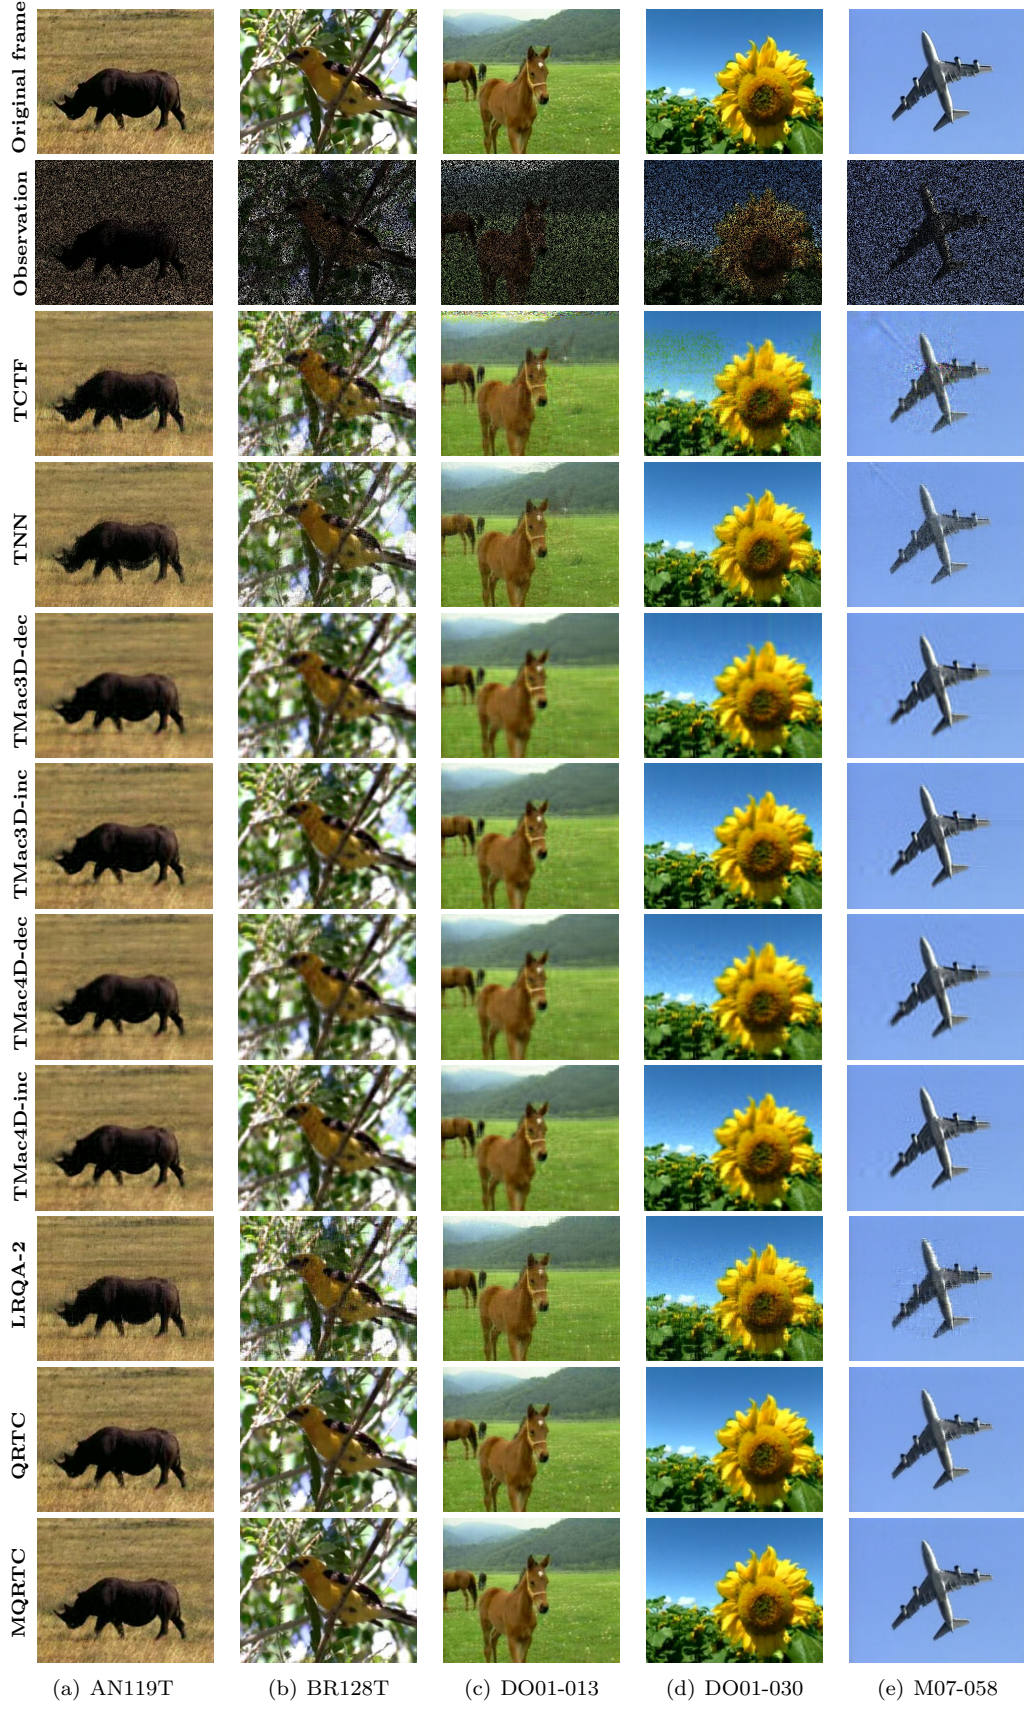 Original frame
Observation
TCTF
TNN
TMac3D-dec
TMac3D-inc
TMac4D-dec
TMac4D-inc
LRQA-2
QRTC
MQRTC
(a) AN119T
(b) BR128T
(c) DO01-013
(d) DO01-030
(e) M07-058